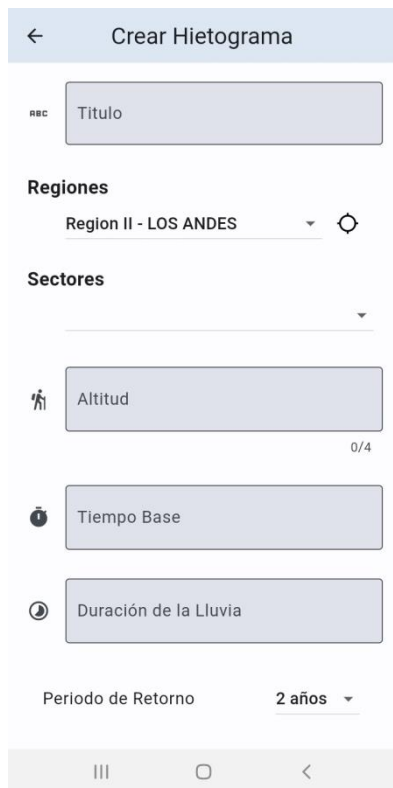 Crear Hietograma
ABC
Titulo
Regiones
Region II - LOS ANDES
Sectores
Altitud
0/4
Tiempo Base
Duración de la Lluvia
Periodo de Retorno
2 años